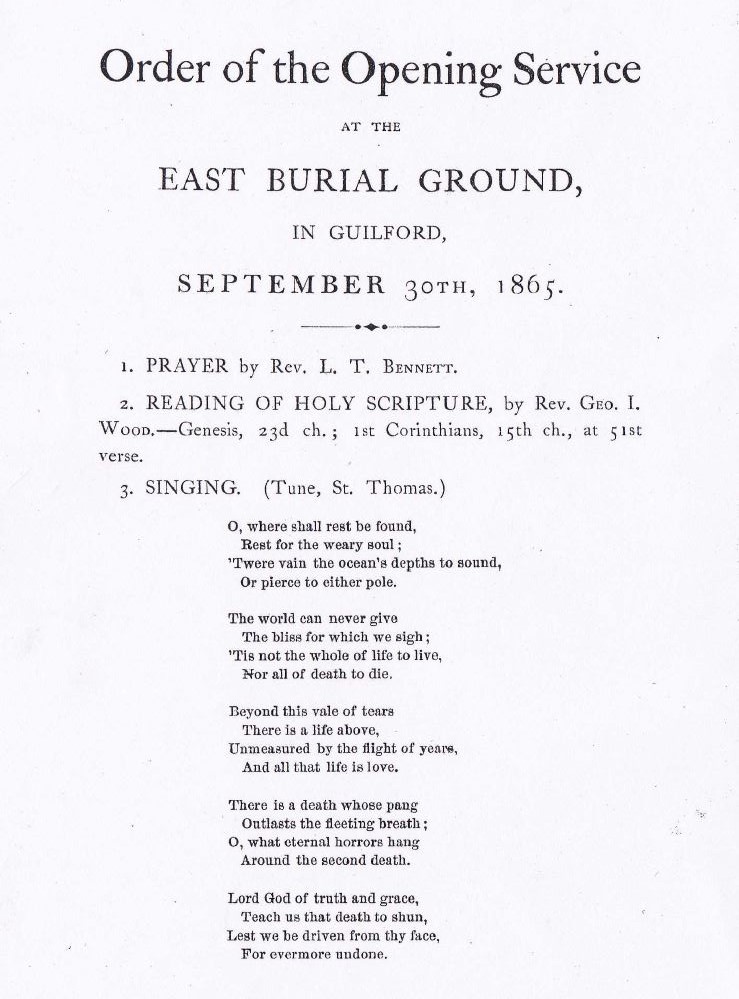 Order of the Opening Service
AT THE
EAST BURIAL GROUND,
IN GUILFORD,
SEPTEMBER 30TH, 1865.
1. PRAYER by Rev. L. T. BENNETT.
2. READING OF HOLY SCRIPTURE, by Rev. GEO. I.
WOOD.—Genesis, 23d ch.; 1st Corinthians, 15th ch., at 51st
verse.
3. SINGING. (Tune, St. Thomas.)
O, where shall rest be found,
Rest for the weary soul;
'Twere vain the ocean's depths to sound,
Or pierce to either pole.
The world can never give
The bliss for which we sigh;
'Tis not the whole of life to live,
Nor all of death to die.
Beyond this vale of tears
There is a life above,
Unmeasured by the flight of years,
And all that life is love.
There is a death whose pang
Outlasts the fleeting breath;
O, what eternal horrors hang
Around the second death.
Lord God of truth and grace,
Teach us that death to shun,
Lest we be driven from thy face,
For evermore undone.